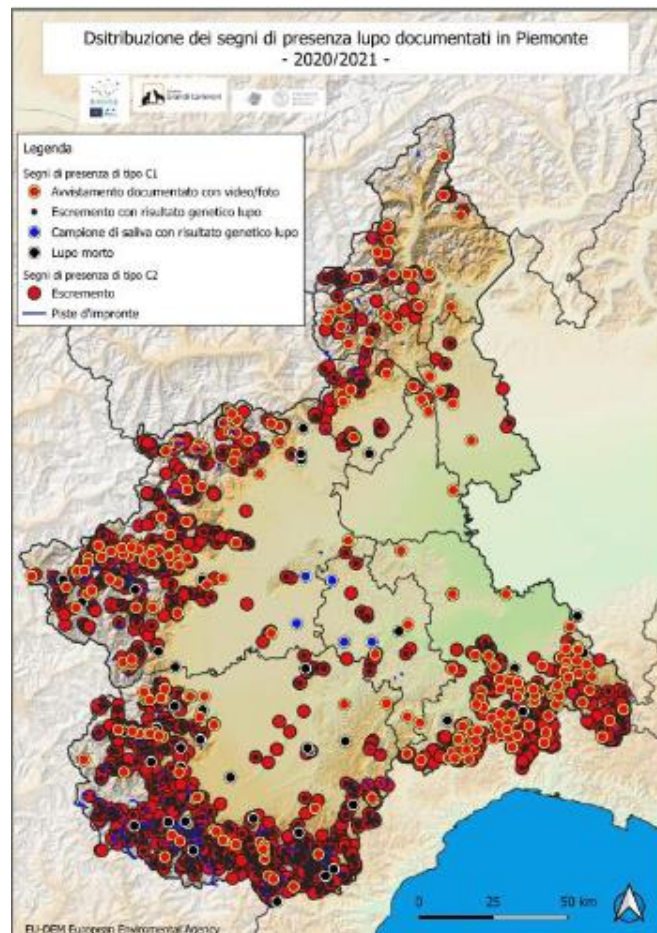 Dsitribuzione dei segni di presenza lupo documentati in Piemonte
- 2020/2021 -
Legenda
Segni di presenza di tipo C1
Avvistamento documentato con video/foto
Escremento con risultato genetico lupo
Campione di saliva con risultato genetico lupo
Lupo morto
Segni di presenza di tipo C2
Escremento
Piste d'impronte
0 25 50 km
EU-DEM European Enviromental Agency